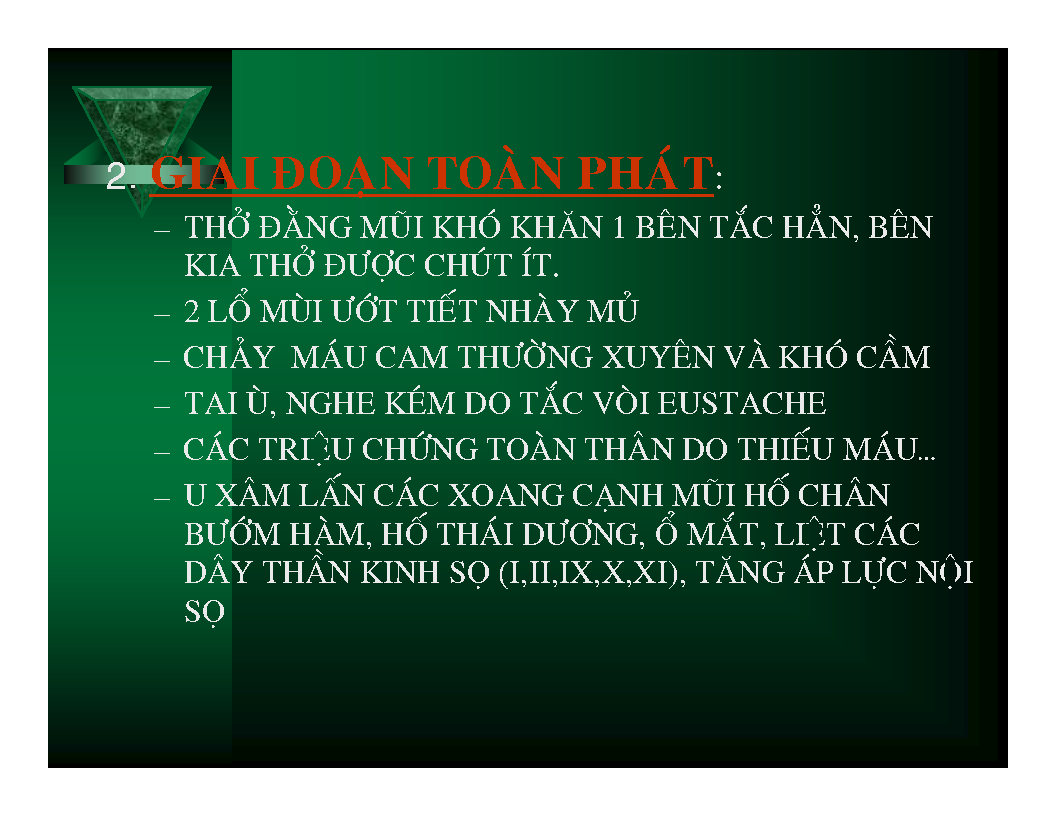 2. GIAI ĐOẠN TOÀN PHÁT:
– THỞ ĐẰNG MŨI KHÓ KHĂN 1 BÊN TẮC HẲN, BÊN
KIA THỞ ĐƯỢC CHÚT ÍT.
– 2 LỔ MÙI ƯỚT TIẾT NHÀY MỦ
– CHẢY MÁU CAM THƯỜNG XUYÊN VÀ KHÓ CẦM
– TAI Ù, NGHE KÉM DO TẮC VÒI EUSTACHE
– CÁC TRIỆU CHỨNG TOÀN THÂN DO THIẾU MÁU…
– U XÂM LẤN CÁC XOANG CẠNH MŨI HỐ CHÂN
BƯỚM HÀM, HỐ THÁI DƯƠNG, Ổ MẮT, LIỆT CÁC
DÂY THẦN KINH SỌ (I,II,IX,X,XI), TĂNG ÁP LỰC NỘI
SỌ